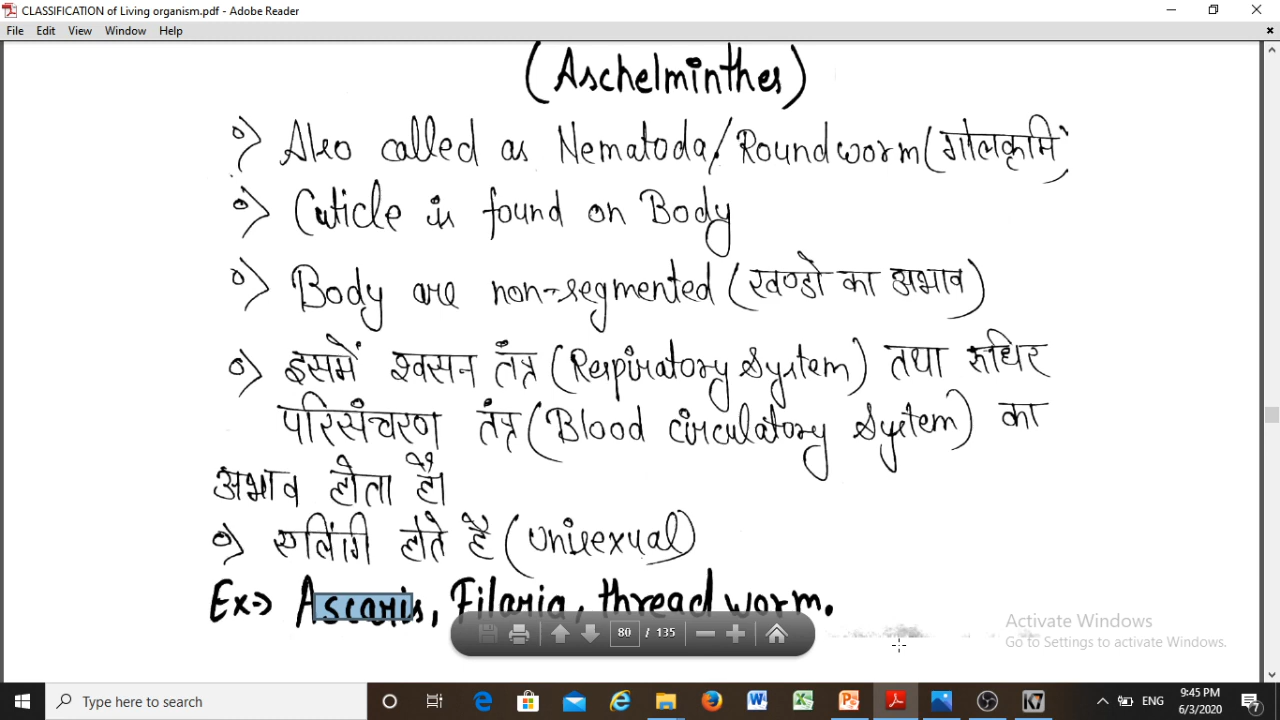 CLASSIFICATION of Living organism.pdf - Adobe Reader
File Edit View Window Help
(Aschelminthes)
Also called as Nematoda/Roundworm (गोलकृमि)
Cuticle is found on Body
Body are non-segmented (खण्डो का अभाव)
इसमें श्वसन तंत्र (Respiratory System) तथा रुधिर
परिसंचरण तंत्र (Blood circulatory System) का
अभाव होता है।
एलिंगी होते है (Unisexual)
Ex→ Ascaris, Filaria, thread worm.
80 / 135
Activate Windows
Go to Settings to activate Windows.
Type here to search
ENG
9:45 PM
6/3/2020
7